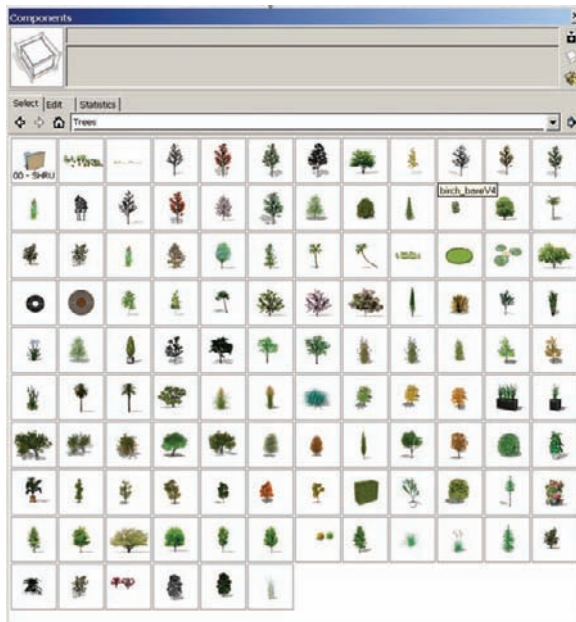 Components
Select Edit Statistics
Trees
00 - SHRU
birch_bareV4